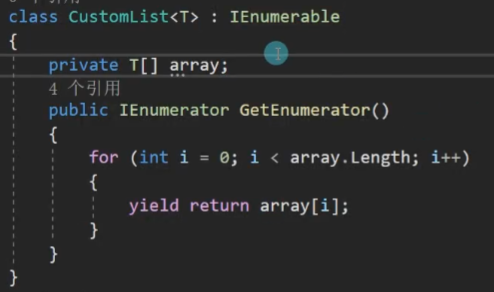 class CustomList<T> : IEnumerable
{
private T[] array;
4 个引用
public IEnumerator GetEnumerator()
{
for (int i = 0; i < array.Length; i++)
{
yield return array[i];
}
}
}